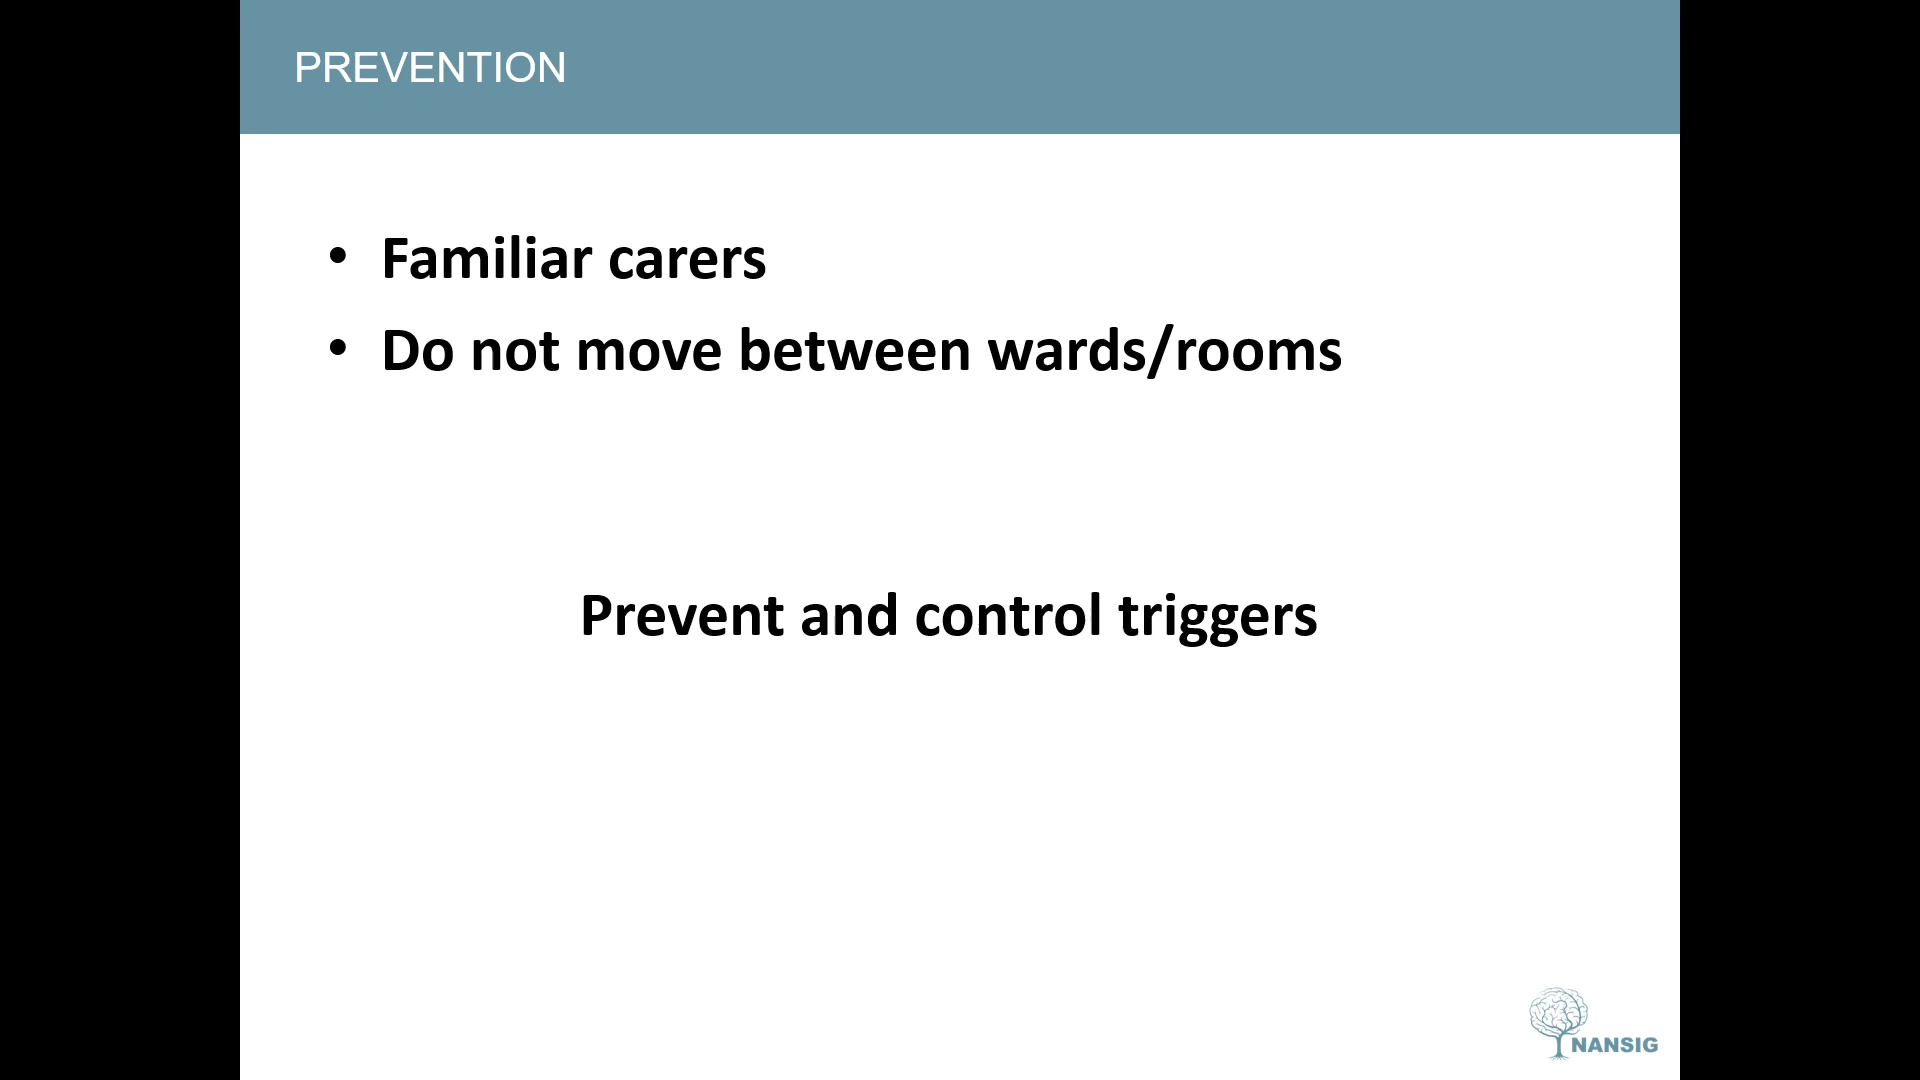 PREVENTION
• Familiar carers
• Do not move between wards/rooms
Prevent and control triggers
NANSIG